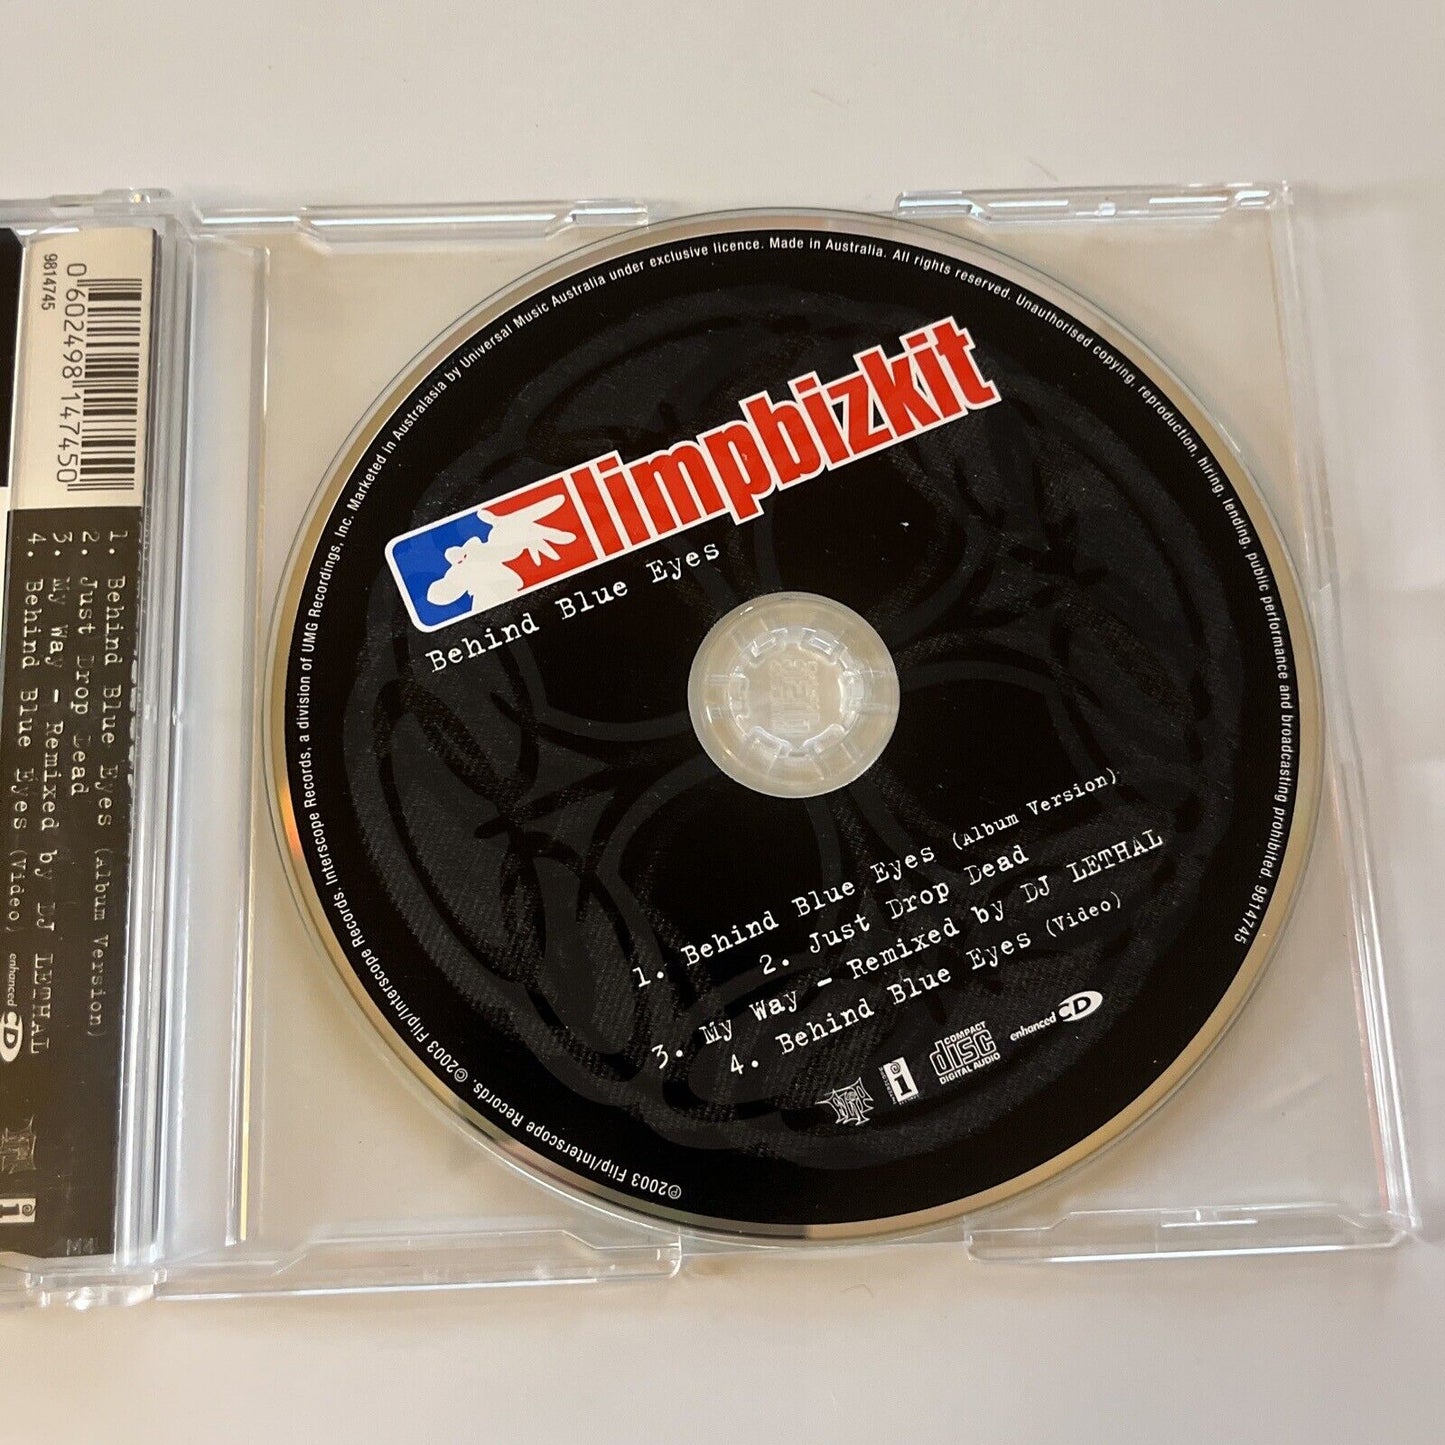 9814745
0 602498 147450
1. Behind Blue Eyes (Album Version)
2. Just Drop Dead
3. My Way - Remixed by DJ LETHAL
4. Behind Blue Eyes (Video)
enhanced CD
i
limpbizkit
Behind Blue Eyes
1. Behind Blue Eyes (Album Version)
2. Just Drop Dead
3. My Way - Remixed by DJ LETHAL
4. Behind Blue Eyes (Video)
i
COMPACT
disc
DIGITAL AUDIO
enhanced CD
℗2003 Flip/Interscope Records. ©2003 Flip/Interscope Records. Interscope Records, a division of UMG Recordings, Inc. Marketed in Australasia by Universal Music Australia under exclusive licence. Made in Australia. All rights reserved. Unauthorised copying, reproduction, hiring, lending, public performance and broadcasting prohibited. 9814745